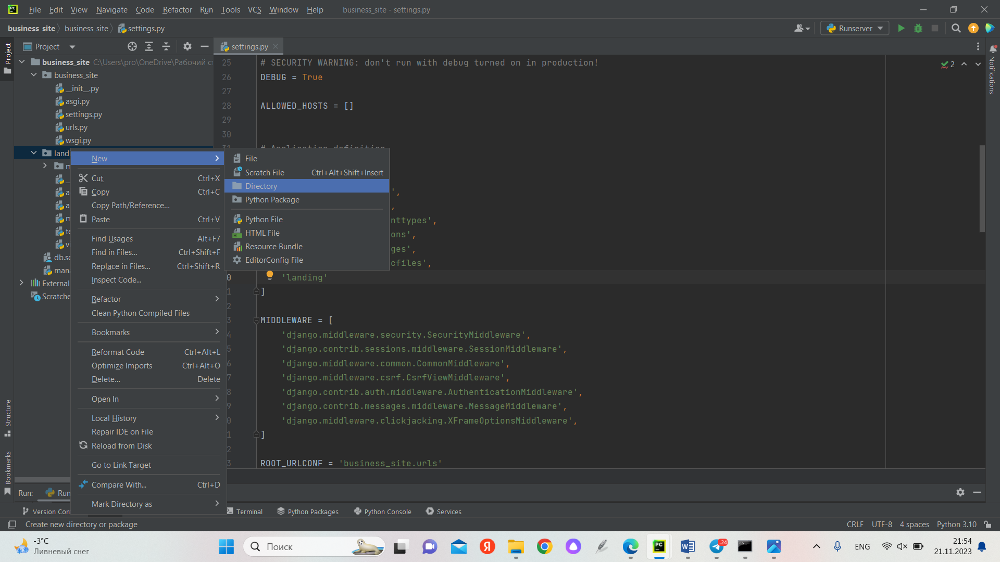 File Edit View Navigate Code Refactor Run Tools VCS Window Help business_site - settings.py
business_site business_site settings.py
Runserver
Project
settings.py
Project
Notifications
business_site C:\Users\pro\OneDrive\Рабочий ст
business_site
__init__.py
asgi.py
settings.py
urls.py
wsgi.py
landi
m
__
a
a
m
te
vi
db.sq
mana
External
Scratche
New
Cut Ctrl+X
Copy Ctrl+C
Copy Path/Reference...
Paste Ctrl+V
Find Usages Alt+F7
Find in Files... Ctrl+Shift+F
Replace in Files... Ctrl+Shift+R
Inspect Code...
Refactor
Clean Python Compiled Files
Bookmarks
Reformat Code Ctrl+Alt+L
Optimize Imports Ctrl+Alt+O
Delete... Delete
Open In
Local History
Repair IDE on File
Reload from Disk
Go to Link Target
Compare With... Ctrl+D
Mark Directory as
File
Scratch File Ctrl+Alt+Shift+Insert
Directory
Python Package
Python File
HTML File
Resource Bundle
EditorConfig File
25 # SECURITY WARNING: don't run with debug turned on in production!
26 DEBUG = True
27
28 ALLOWED_HOSTS = []
29
30
31 # Application definition
',
,
nttypes',
ons',
ges',
cfiles',
0 'landing'
1 ]
2
3 MIDDLEWARE = [
4 'django.middleware.security.SecurityMiddleware',
5 'django.contrib.sessions.middleware.SessionMiddleware',
6 'django.middleware.common.CommonMiddleware',
7 'django.middleware.csrf.CsrfViewMiddleware',
8 'django.contrib.auth.middleware.AuthenticationMiddleware',
9 'django.contrib.messages.middleware.MessageMiddleware',
0 'django.middleware.clickjacking.XFrameOptionsMiddleware',
1 ]
2
3 ROOT_URLCONF = 'business_site.urls'
2
Structure
Bookmarks
Run: Run
Version Con Terminal Python Packages Python Console Services
Create new directory or package
CRLF UTF-8 4 spaces Python 3.10
-3°C
Ливневый снег
Поиск
Я
PC
24
ENG
21:54
21.11.2023